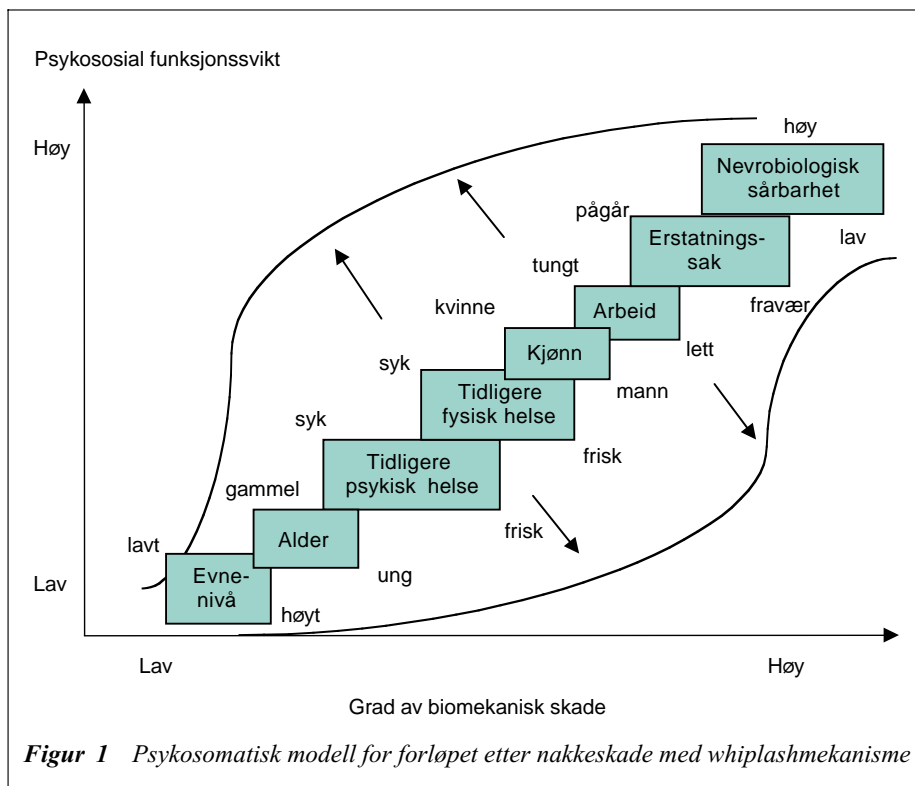 Psykososial funksjonssvikt
Høy
høy
Nevrobiologisk
sårbarhet
pågår
Erstatnings-
sak
lav
tungt
kvinne
Arbeid
fravær
Kjønn
lett
syk
Tidligere
fysisk helse
mann
syk
frisk
Tidligere
psykisk helse
gammel
frisk
lavt
Alder
ung
Lav
Evne-
nivå
høyt
Lav
Høy
Grad av biomekanisk skade
Figur 1 Psykosomatisk modell for forløpet etter nakkeskade med whiplashmekanisme